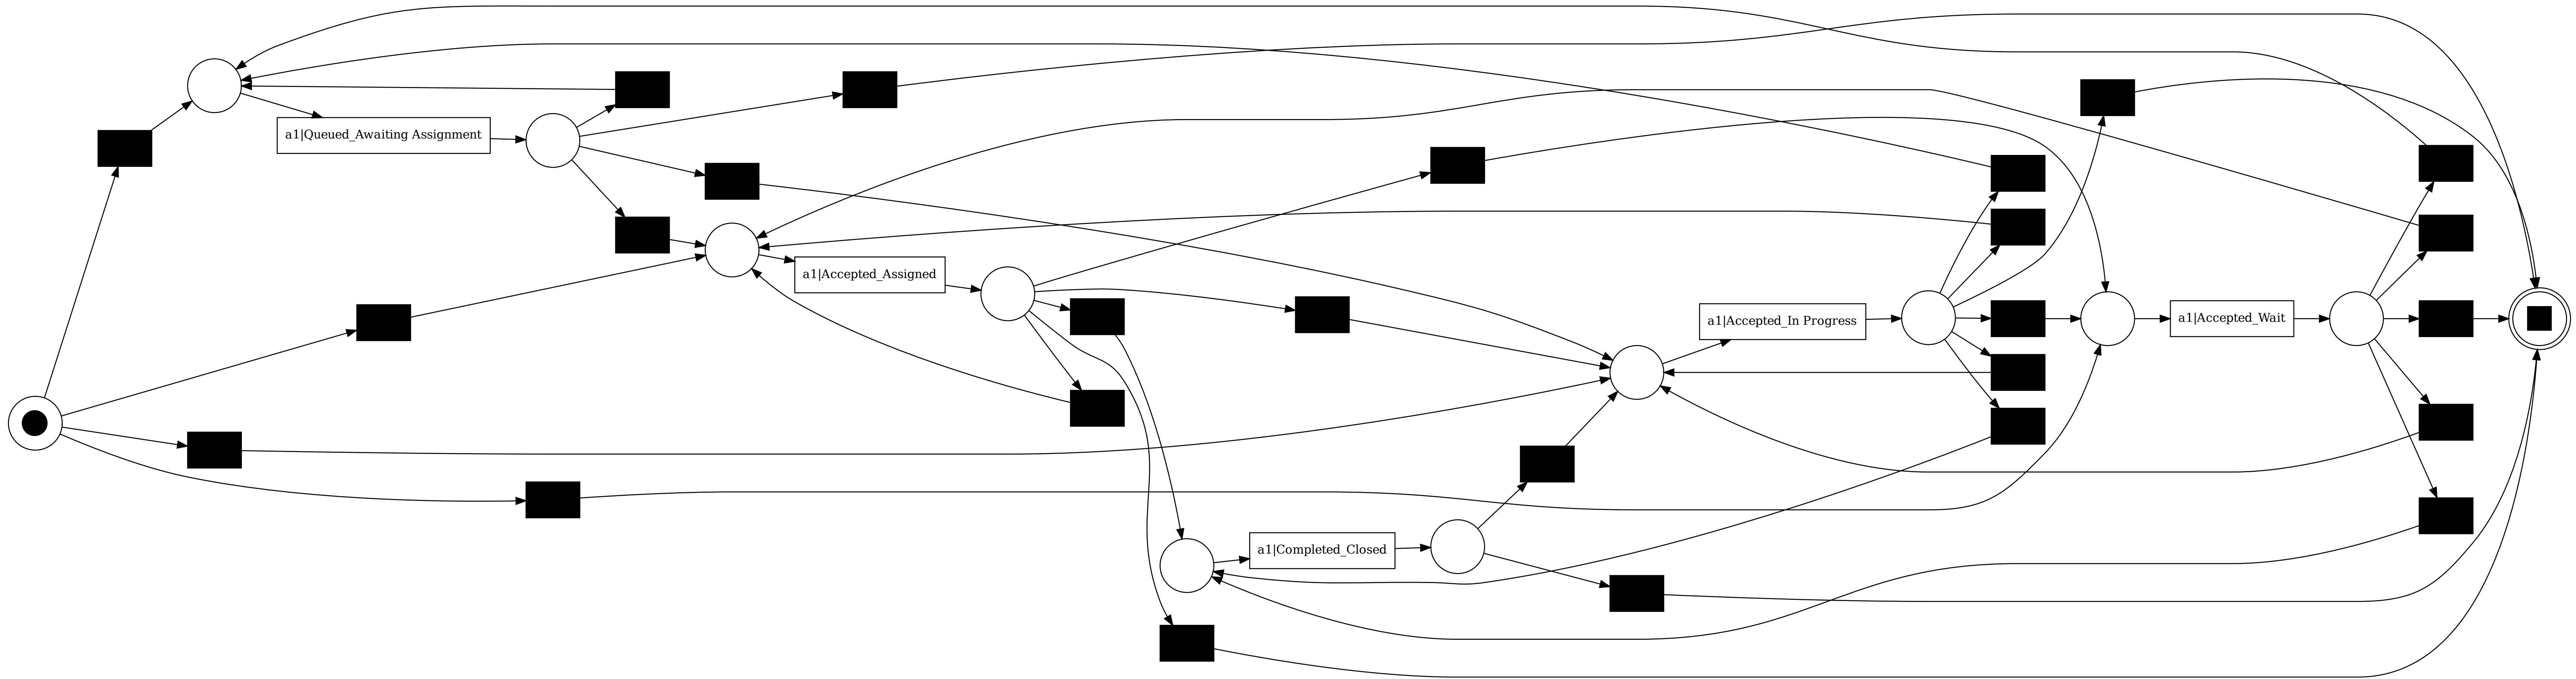 a1|Queued_Awaiting Assignment
a1|Accepted_Assigned
a1|Accepted_In Progress
a1|Accepted_Wait
a1|Completed_Closed